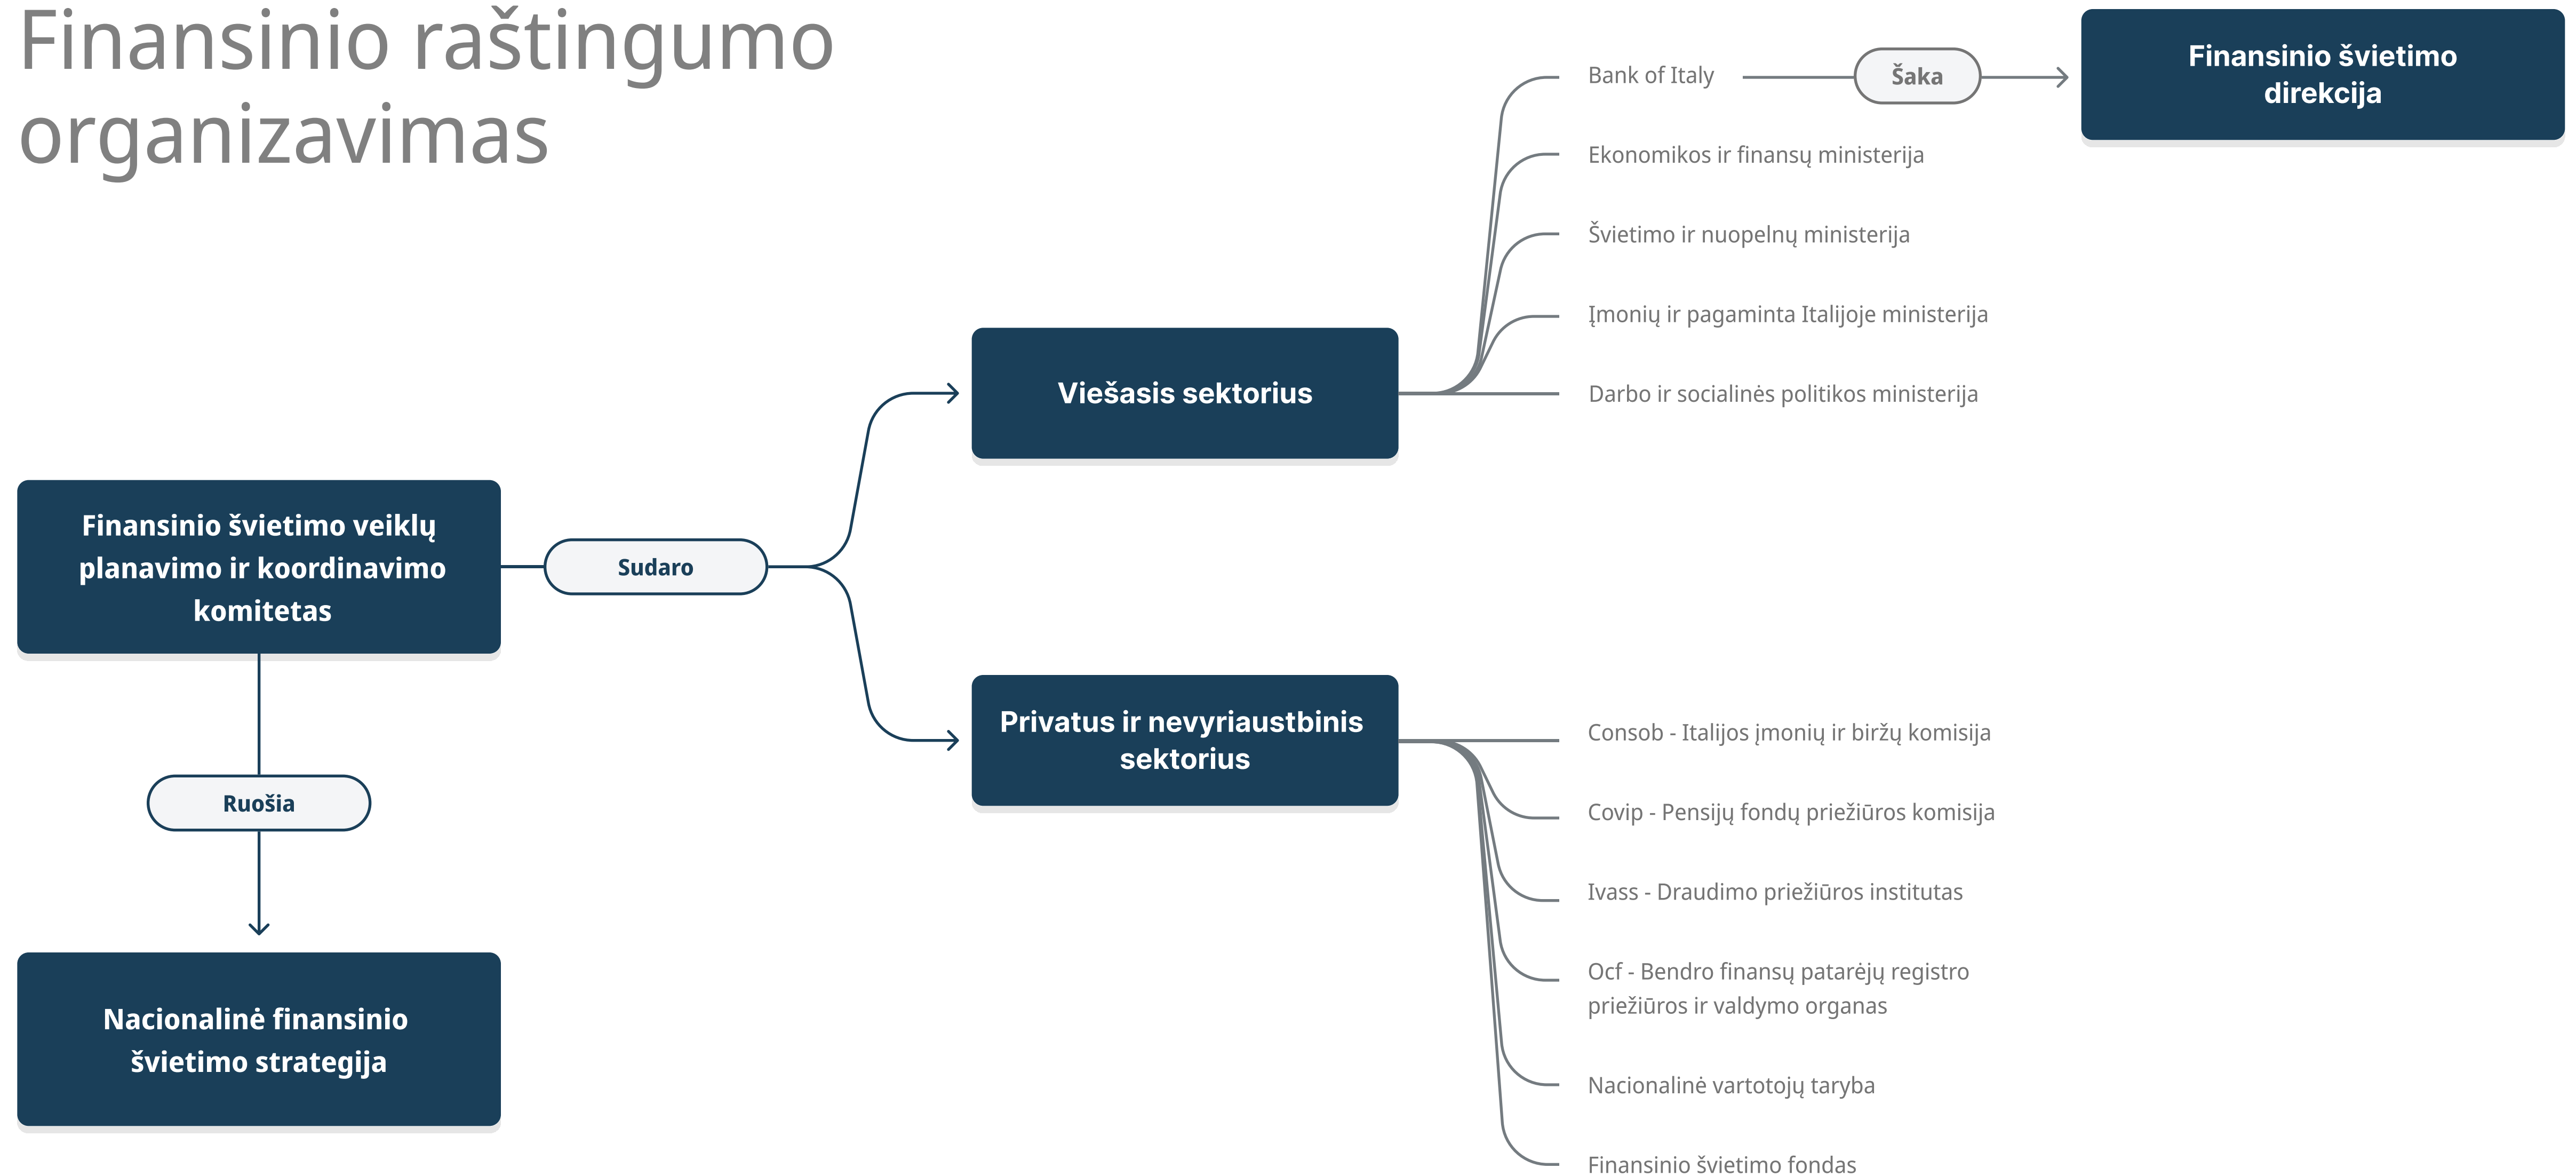 Finansinio raštingumo
organizavimas
Bank of Italy
Šaka
Finansinio švietimo
direkcija
Ekonomikos ir finansų ministerija
Švietimo ir nuopelnų ministerija
Įmonių ir pagaminta Italijoje ministerija
Darbo ir socialinės politikos ministerija
Viešasis sektorius
Finansinio švietimo veiklų
planavimo ir koordinavimo
komitetas
Sudaro
Privatus ir nevyriaustbinis
sektorius
Consob - Italijos įmonių ir biržų komisija
Covip - Pensijų fondų priežiūros komisija
Ivass - Draudimo priežiūros institutas
Ocf - Bendro finansų patarėjų registro
priežiūros ir valdymo organas
Nacionalinė vartotojų taryba
Finansinio švietimo fondas
Ruošia
Nacionalinė finansinio
švietimo strategija